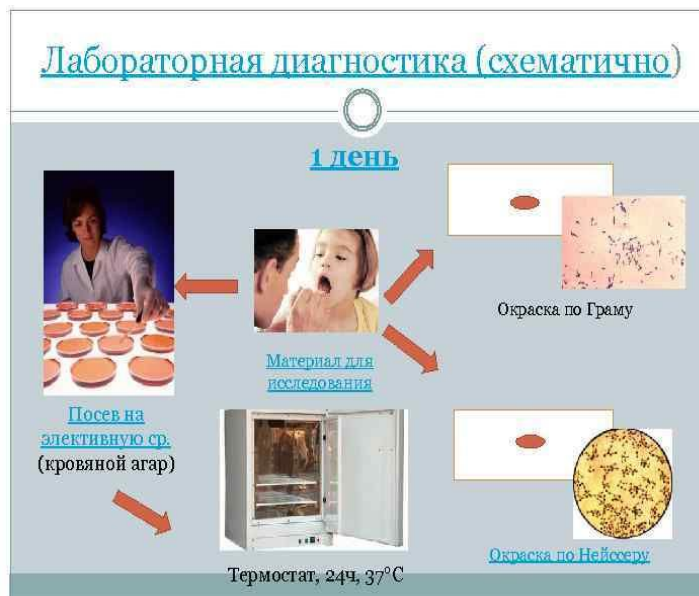 Лабораторная диагностика (схематично)
1 день
Окраска по Граму
Материал для
исследования
Посев на
элективную ср.
(кровяной агар)
Термостат, 24ч, 37°С
Окраска по Нейссеру